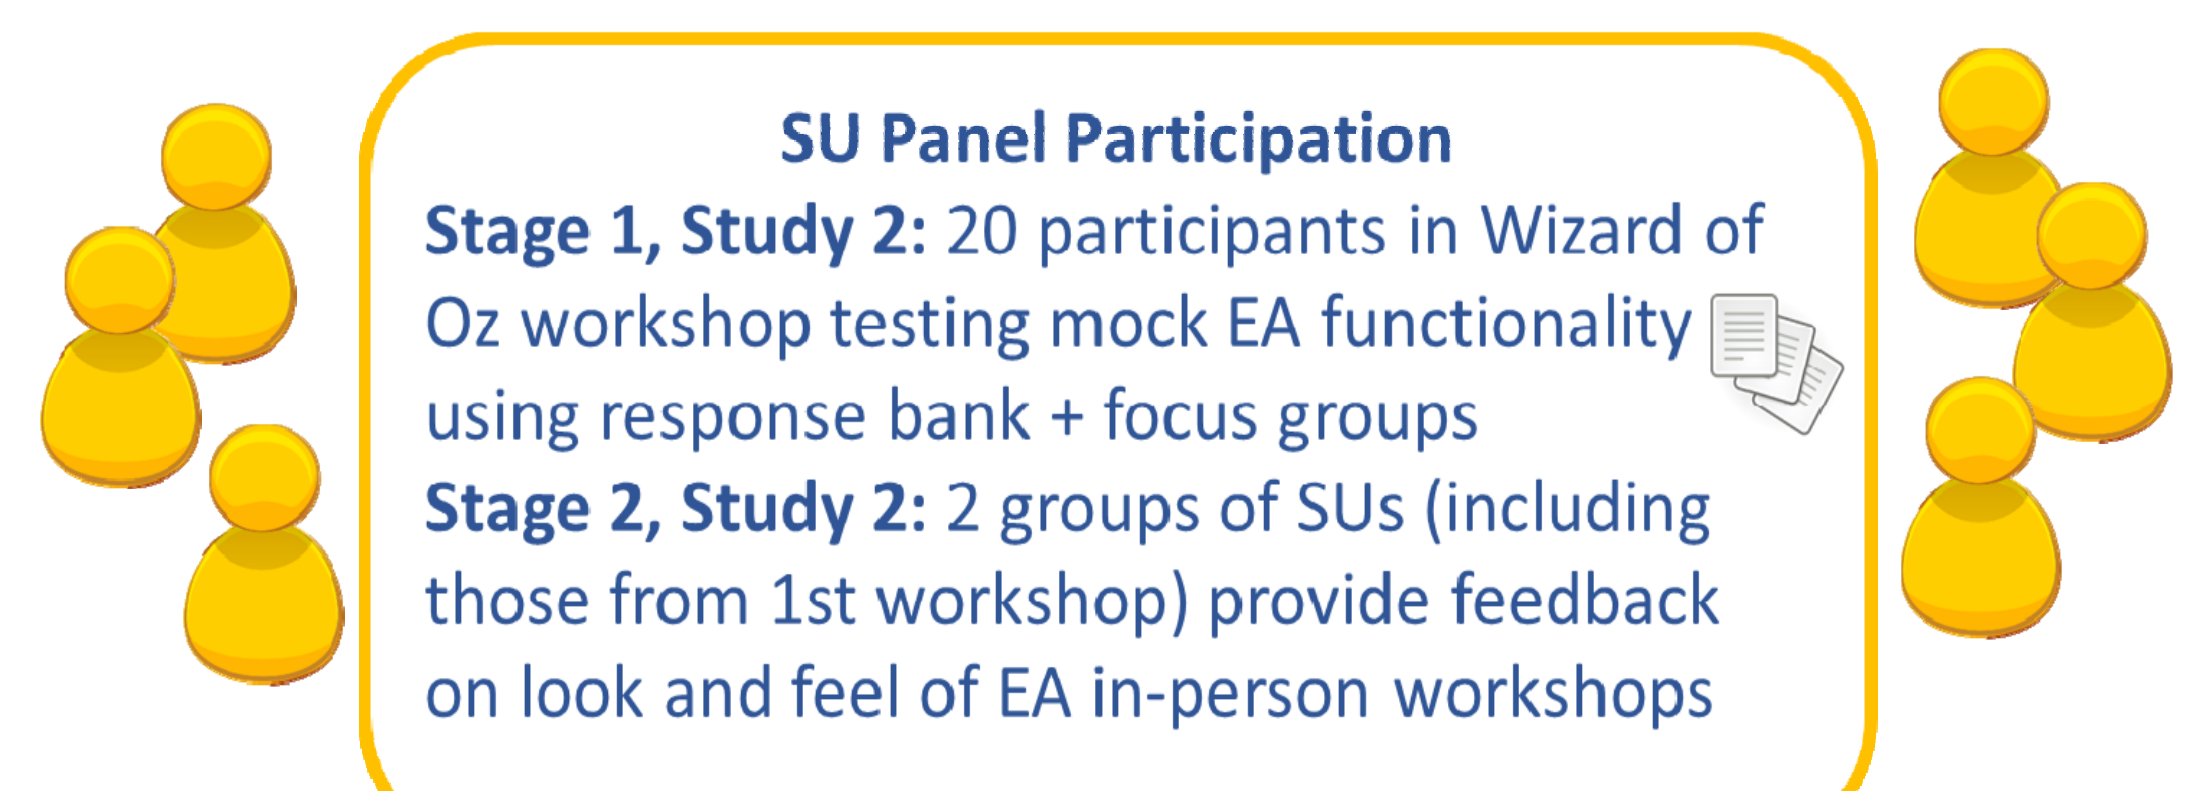 SU Panel Participation
Stage 1, Study 2: 20 participants in Wizard of
Oz workshop testing mock EA functionality
using response bank + focus groups
Stage 2, Study 2: 2 groups of SUs (including
those from 1st workshop) provide feedback
on look and feel of EA in-person workshops